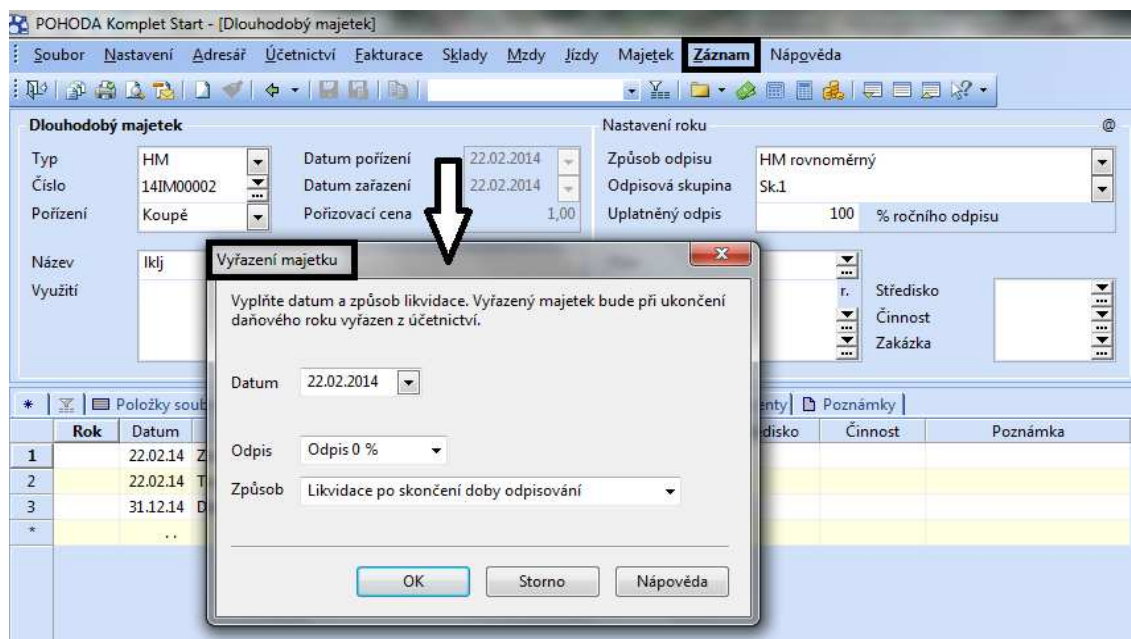 POHODA Komplet Start - [Dlouhodobý majetek]
Soubor Nastavení Adresář Účetnictví Fakturace Sklady Mzdy Jízdy Majetek Záznam Nápověda
Dlouhodobý majetek Nastavení roku @
Typ HM Datum pořízení 22.02.2014 Způsob odpisu HM rovnoměrný
Číslo 14IM00002 Datum zařazení 22.02.2014 Odpisová skupina Sk.1
Pořízení Koupě Pořizovací cena 1,00 Uplatněný odpis 100 % ročního odpisu
Název lklj
Využití r. Středisko
Činnost
Zakázka
Vyřazení majetku
Vyplňte datum a způsob likvidace. Vyřazený majetek bude při ukončení
daňového roku vyřazen z účetnictví.
Datum 22.02.2014
Odpis Odpis 0 %
Způsob Likvidace po skončení doby odpisování
OK Storno Nápověda
* Položky soub enty Poznámky
Rok Datum disko Činnost Poznámka
1 22.02.14 Z
2 22.02.14 T
3 31.12.14 D
* . .